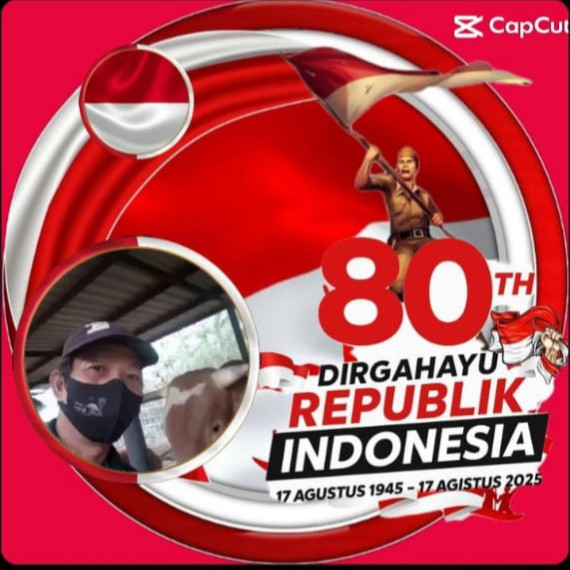 CapCut
80TH
DIRGAHAYU
REPUBLIK
INDONESIA
17 AGUSTUS 1945 - 17 AGISTUS 2025